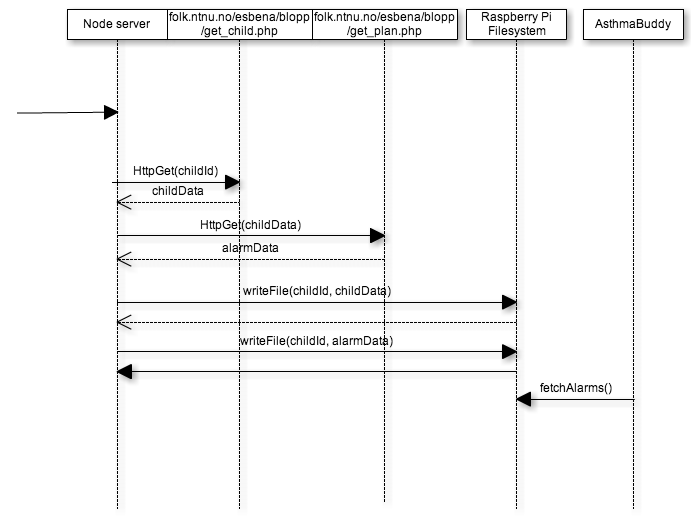 Node server
folk.ntnu.no/esbena/blopp
/get_child.php
folk.ntnu.no/esbena/blopp
/get_plan.php
Raspberry Pi
Filesystem
AsthmaBuddy
HttpGet(childId)
childData
HttpGet(childData)
alarmData
writeFile(childId, childData)
writeFile(childId, alarmData)
fetchAlarms()